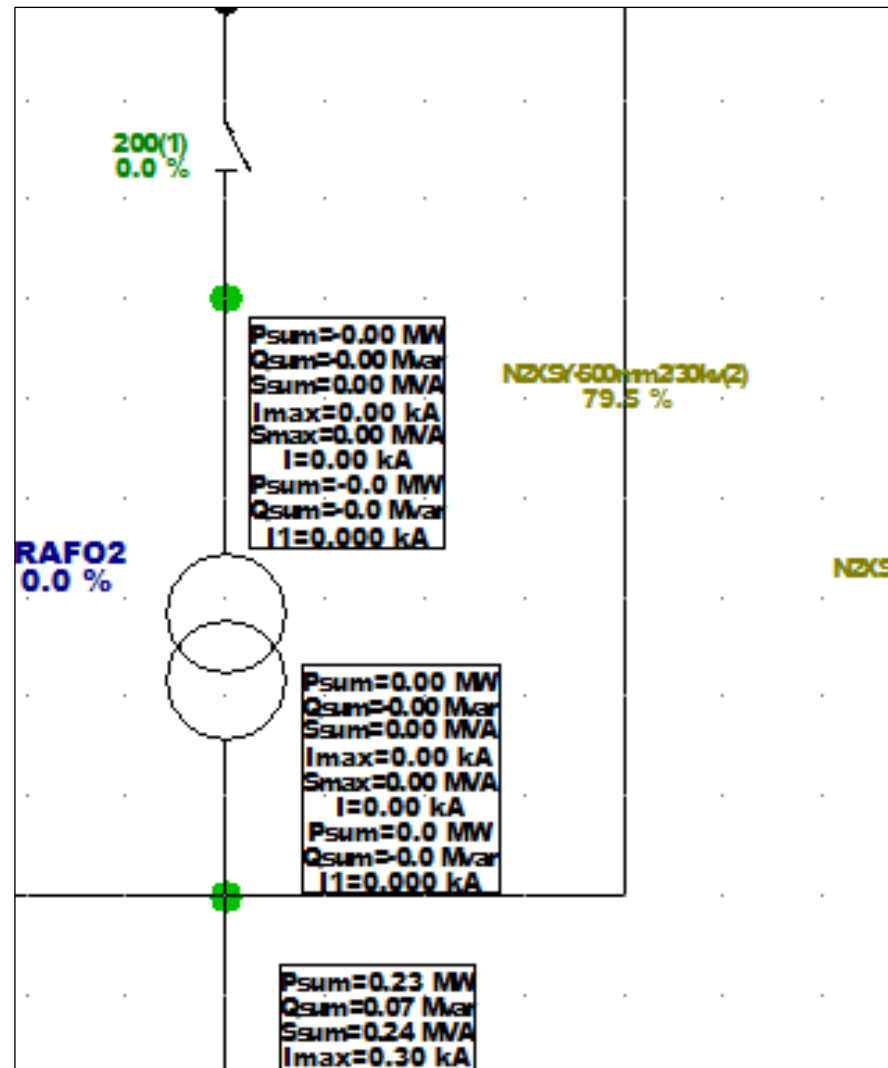 200(1)
0.0 %
Psum=-0.00 MW
Qsum=-0.00 Mvar
Ssum=0.00 MVA
Imax=0.00 kA
Smax=0.00 MVA
I=0.00 kA
Psum=-0.0 MW
Qsum=-0.0 Mvar
I1=0.000 kA
79.5 %
RAFO2
0.0 %
N2XS
Psum=0.00 MW
Qsum=-0.00 Mvar
Ssum=0.00 MVA
Imax=0.00 kA
Smax=0.00 MVA
I=0.00 kA
Psum=0.0 MW
Qsum=-0.0 Mvar
I1=0.000 kA
Psum=0.23 MW
Qsum=0.07 Mvar
Ssum=0.24 MVA
Imax=0.30 kA